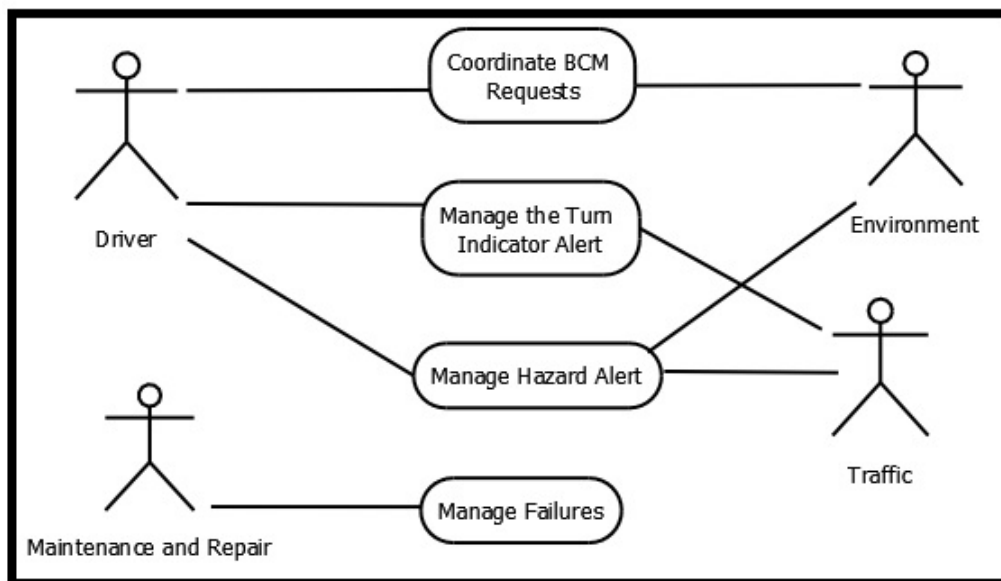 Coordinate BCM
Requests
Driver
Manage the Turn
Indicator Alert
Environment
Manage Hazard Alert
Traffic
Manage Failures
Maintenance and Repair